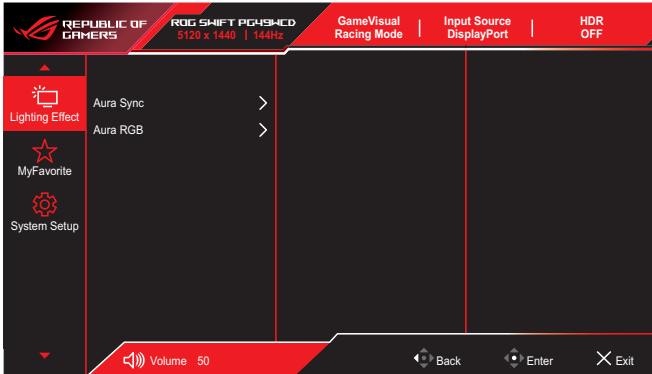 REPUBLIC OF
GAMERS
ROG SWIFT PG49WCD
5120 x 1440 | 144Hz
GameVisual
Racing Mode
Input Source
DisplayPort
HDR
OFF
Lighting Effect
MyFavorite
System Setup
Aura Sync
Aura RGB
Volume 50
Back
Enter
Exit